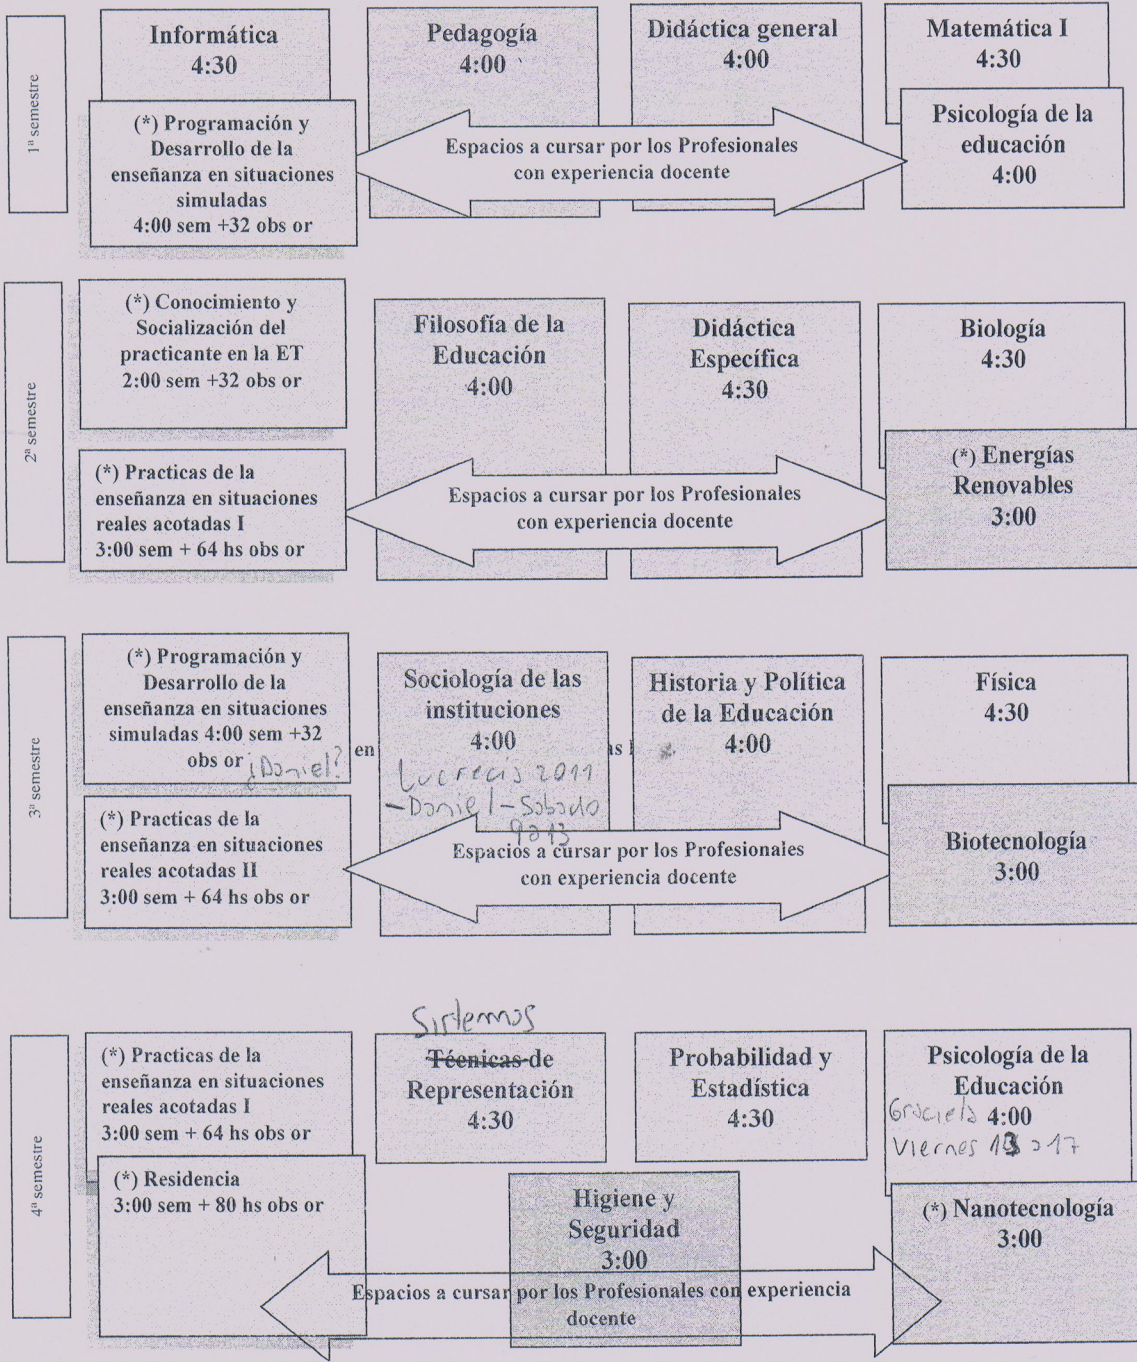 1ª semestre
Informática
4:30
Pedagogía
4:00
Didáctica general
4:00
Matemática I
4:30
(*) Programación y
Desarrollo de la
enseñanza en situaciones
simuladas
4:00 sem +32 obs or
Espacios a cursar por los Profesionales
con experiencia docente
Psicología de la
educación
4:00
2ª semestre
(*) Conocimiento y
Socialización del
practicante en la ET
2:00 sem +32 obs or
Filosofía de la
Educación
4:00
Didáctica
Específica
4:30
Biología
4:30
(*) Practicas de la
enseñanza en situaciones
reales acotadas I
3:00 sem + 64 hs obs or
Espacios a cursar por los Profesionales
con experiencia docente
(*) Energías
Renovables
3:00
3ª semestre
(*) Programación y
Desarrollo de la
enseñanza en situaciones
simuladas 4:00 sem +32
obs or ¿Daniel?
en
Sociología de las
instituciones
4:00
Lucrecia 2011
-Daniel-Sabado
9a13
as
Historia y Política
de la Educación
4:00
Física
4:30
(*) Practicas de la
enseñanza en situaciones
reales acotadas II
3:00 sem + 64 hs obs or
Espacios a cursar por los Profesionales
con experiencia docente
Biotecnología
3:00
4ª semestre
(*) Practicas de la
enseñanza en situaciones
reales acotadas I
3:00 sem + 64 hs obs or
Sistemas
Técnicas de
Representación
4:30
Probabilidad y
Estadística
4:30
Psicología de la
Educación
Graciela 4:00
Viernes 13 a 17
(*) Residencia
3:00 sem + 80 hs obs or
Higiene y
Seguridad
3:00
(*) Nanotecnología
3:00
Espacios a cursar por los Profesionales con experiencia
docente